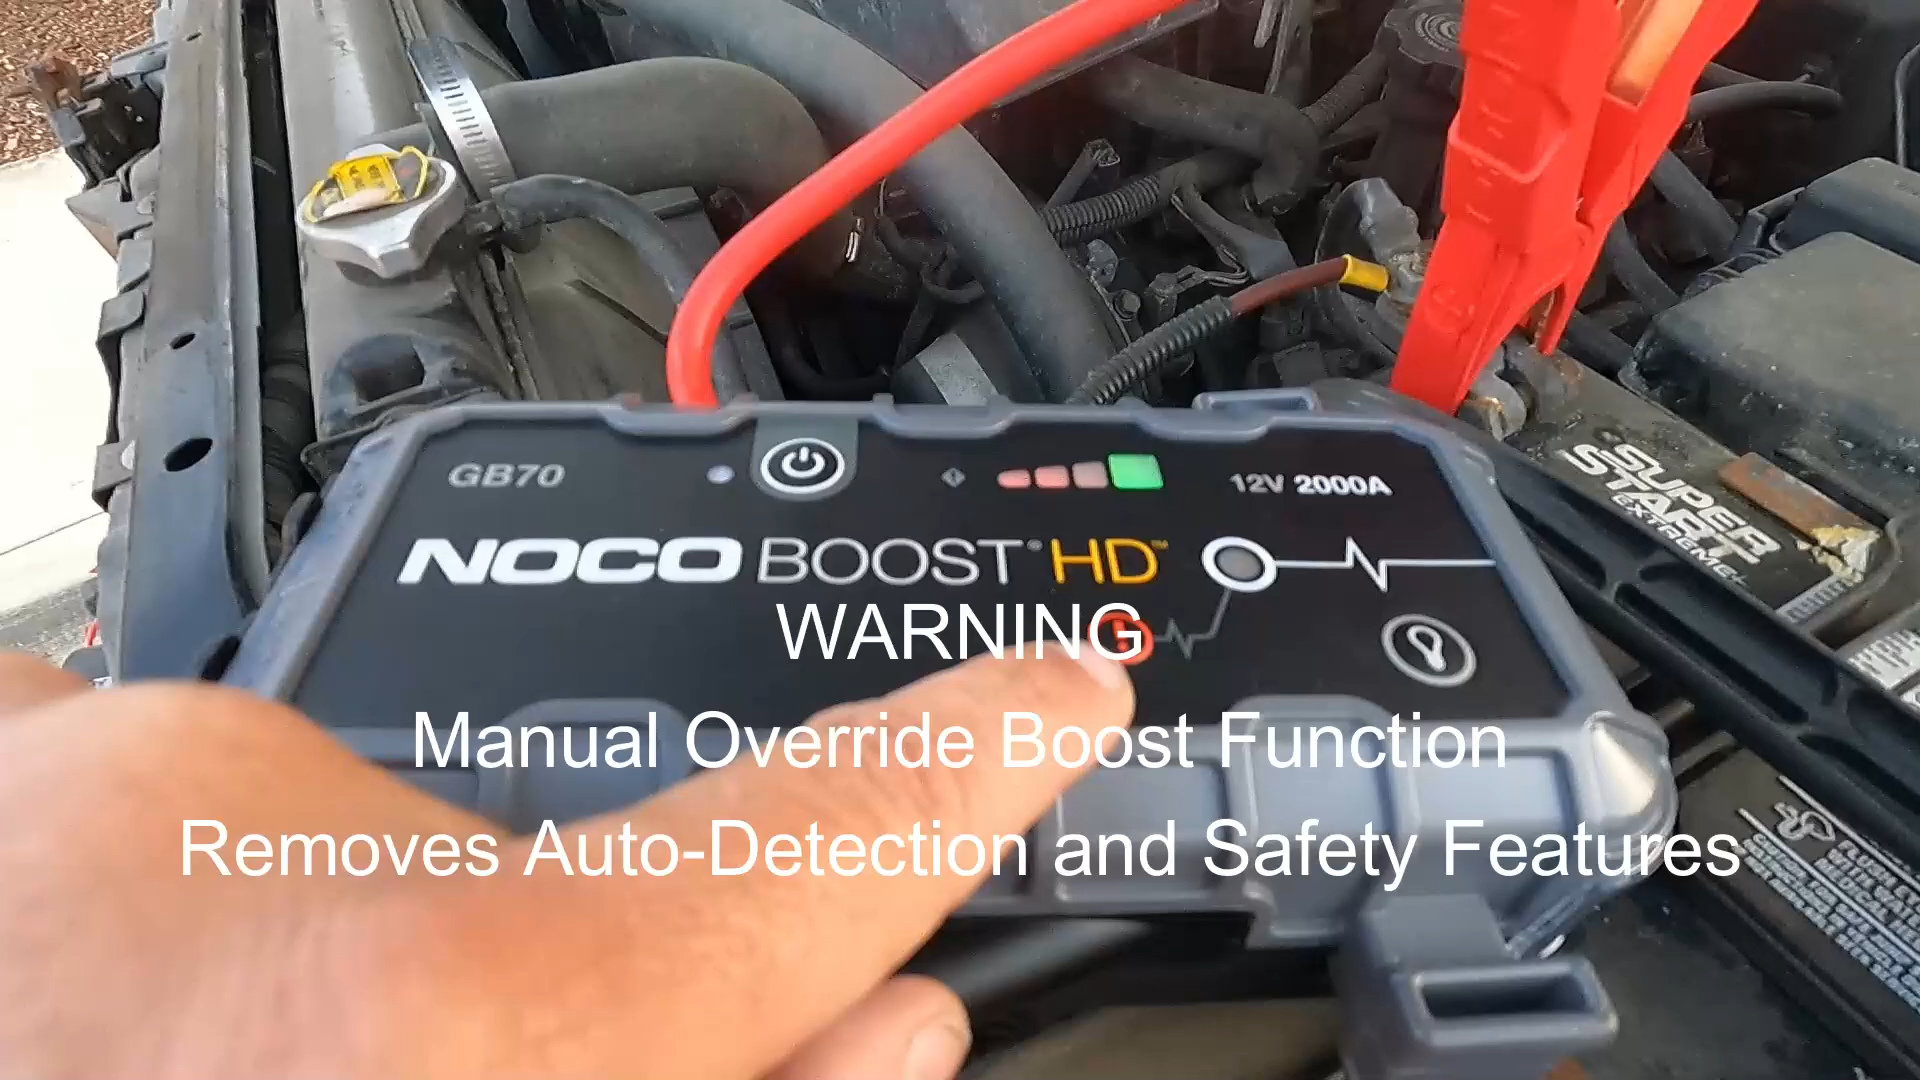 GB70
12V 2000A
NOCO BOOST HD™
WARNING
Manual Override Boost Function
Removes Auto-Detection and Safety Features
SUPER
START
EXTREME